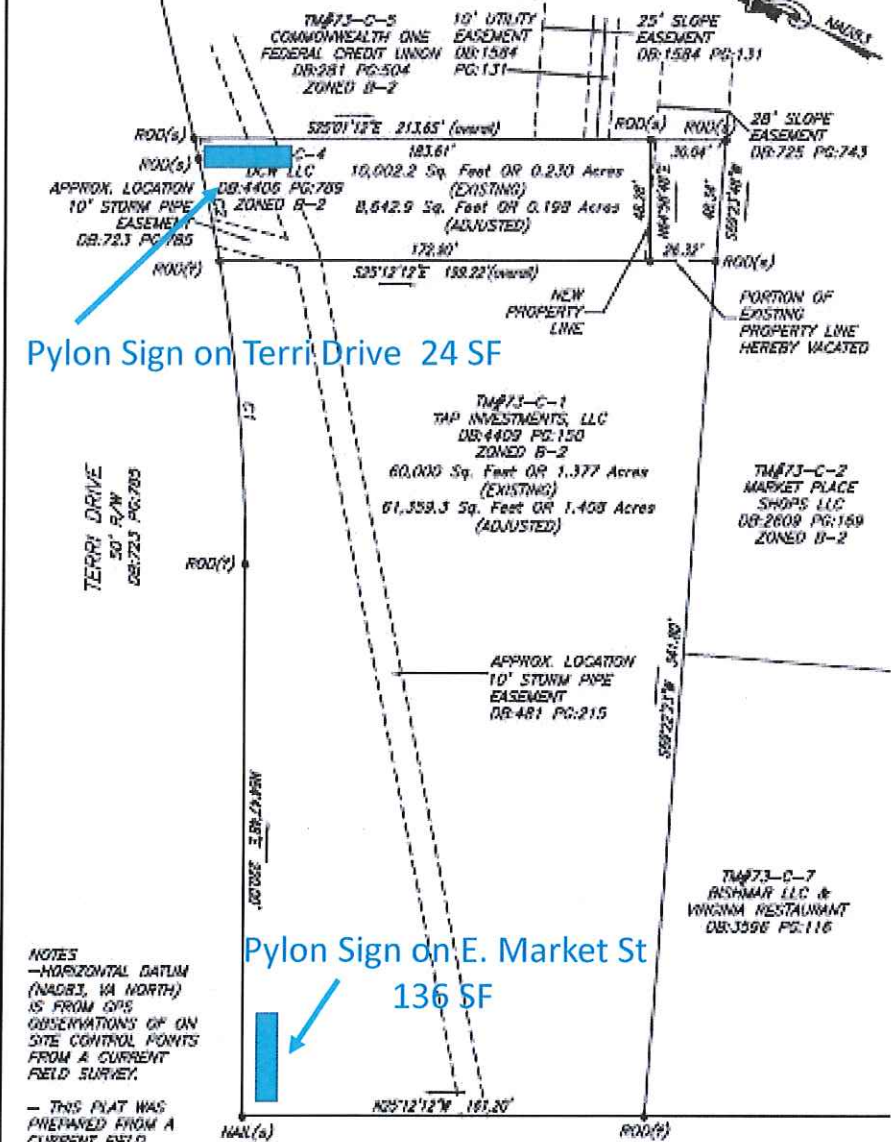 NAD83
TM#73-C-5
COMMONWEALTH ONE
FEDERAL CREDIT UNION
DB:281 PG:504
ZONED B-2
10' UTILITY
EASEMENT
DB:1584
PG:131
25' SLOPE
EASEMENT
DB:1584 PG:131
28' SLOPE
EASEMENT
DB:725 PG:743
ROD(s)
S25°01'12"E 213.65' (overall)
ROD(s)
ROD(s)
ROD(s)
183.61'
30.04'
C-4
DCW LLC
DB:4406 PG:789
ZONED B-2
10,002.2 Sq. Feet OR 0.230 Acres
(EXISTING)
8,642.9 Sq. Feet OR 0.198 Acres
(ADJUSTED)
APPROX. LOCATION
10' STORM PIPE
EASEMENT
DB:723 PG:785
ROD(f)
172.90'
26.32'
S25°12'12"E 199.22' (overall)
ROD(s)
NEW
PROPERTY
LINE
PORTION OF
EXISTING
PROPERTY LINE
HEREBY VACATED
Pylon Sign on Terri Drive 24 SF
C1
TM#73-C-1
TAP INVESTMENTS, LLC
DB:4409 PG:150
ZONED B-2
60,000 Sq. Feet OR 1.377 Acres
(EXISTING)
61,359.3 Sq. Feet OR 1.408 Acres
(ADJUSTED)
TM#73-C-2
MARKET PLACE
SHOPS LLC
DB:2609 PG:169
ZONED B-2
TERRI DRIVE
50' R/W
DB:723 PG:785
ROD(f)
APPROX. LOCATION
10' STORM PIPE
EASEMENT
DB:481 PG:215
TM#73-C-7
BISHMAR LLC &
VIRGINIA RESTAURANT
DB:3596 PG:116
Pylon Sign on E. Market St
136 SF
NOTES
-HORIZONTAL DATUM
(NAD83, VA NORTH)
IS FROM GPS
OBSERVATIONS OF ON
SITE CONTROL POINTS
FROM A CURRENT
FIELD SURVEY.
- THIS PLAT WAS
PREPARED FROM A
CURRENT FIELD
N25°12'12"W 161.20'
NAIL(s)
ROD(f)